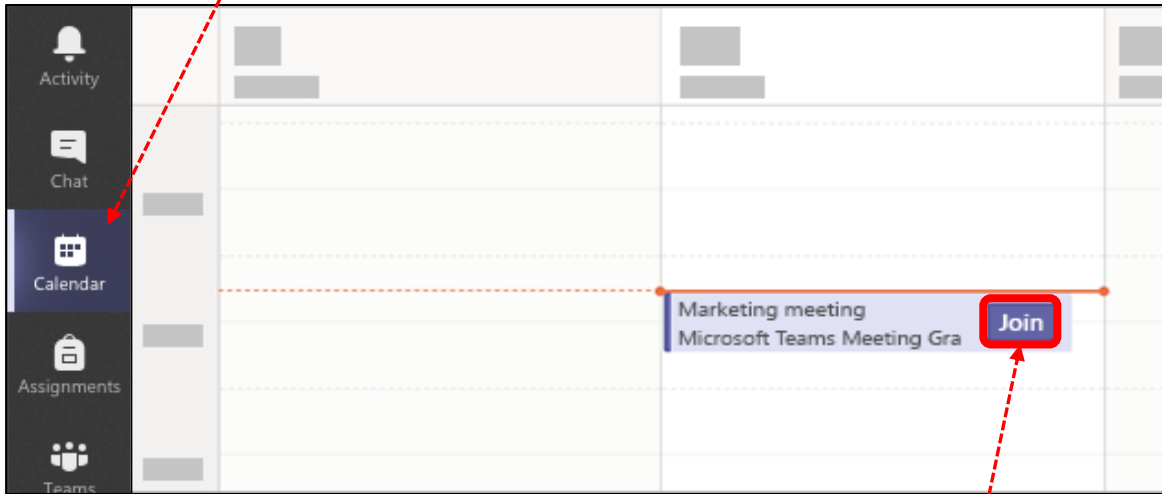 Activity
Chat
Calendar
Assignments
Teams
Marketing meeting
Microsoft Teams Meeting Gra
Join